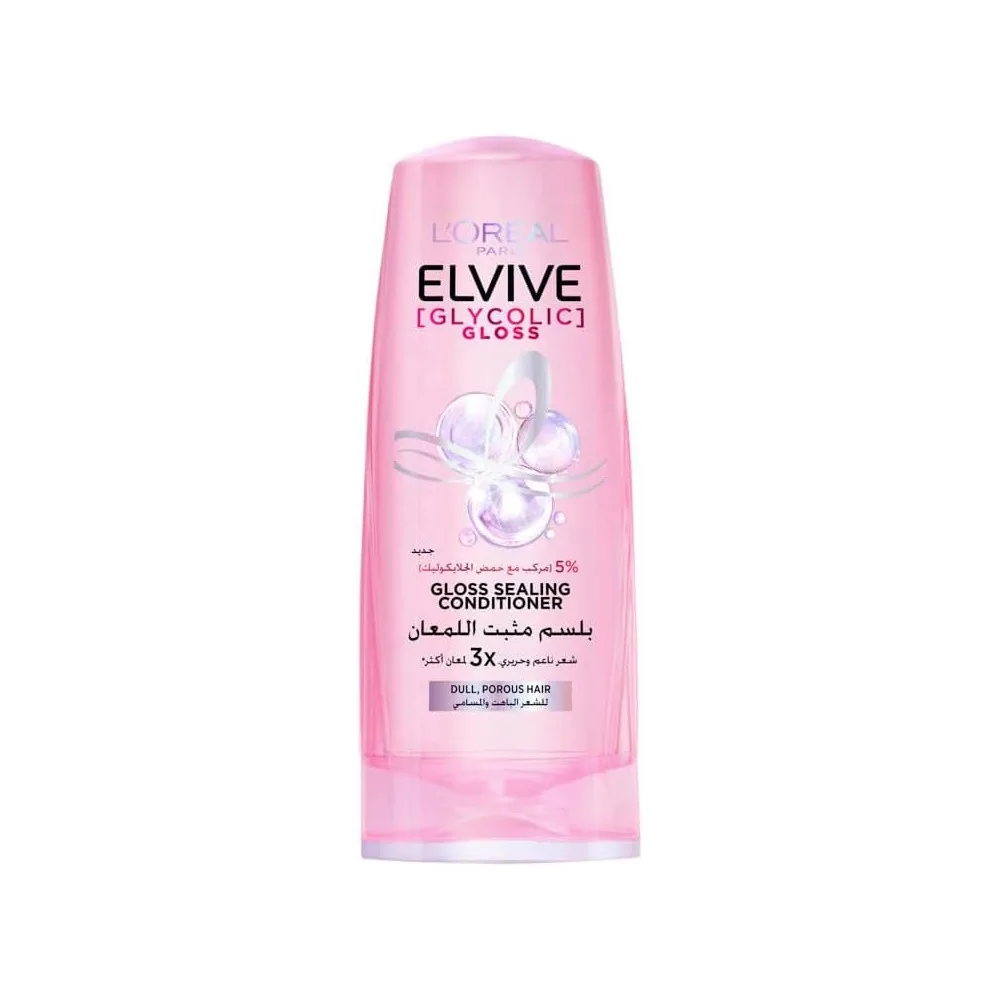 L'ORÉAL
PARIS
ELVIVE
[GLYCOLIC]
GLOSS
جديد
5% (مركب مع حمض الجلايكوليك)
GLOSS SEALING
CONDITIONER
بلسم مثبت اللمعان
شعر ناعم وحريري. 3x لمعان أكثر*
DULL, POROUS HAIR
للشعر الباهت والمسامي